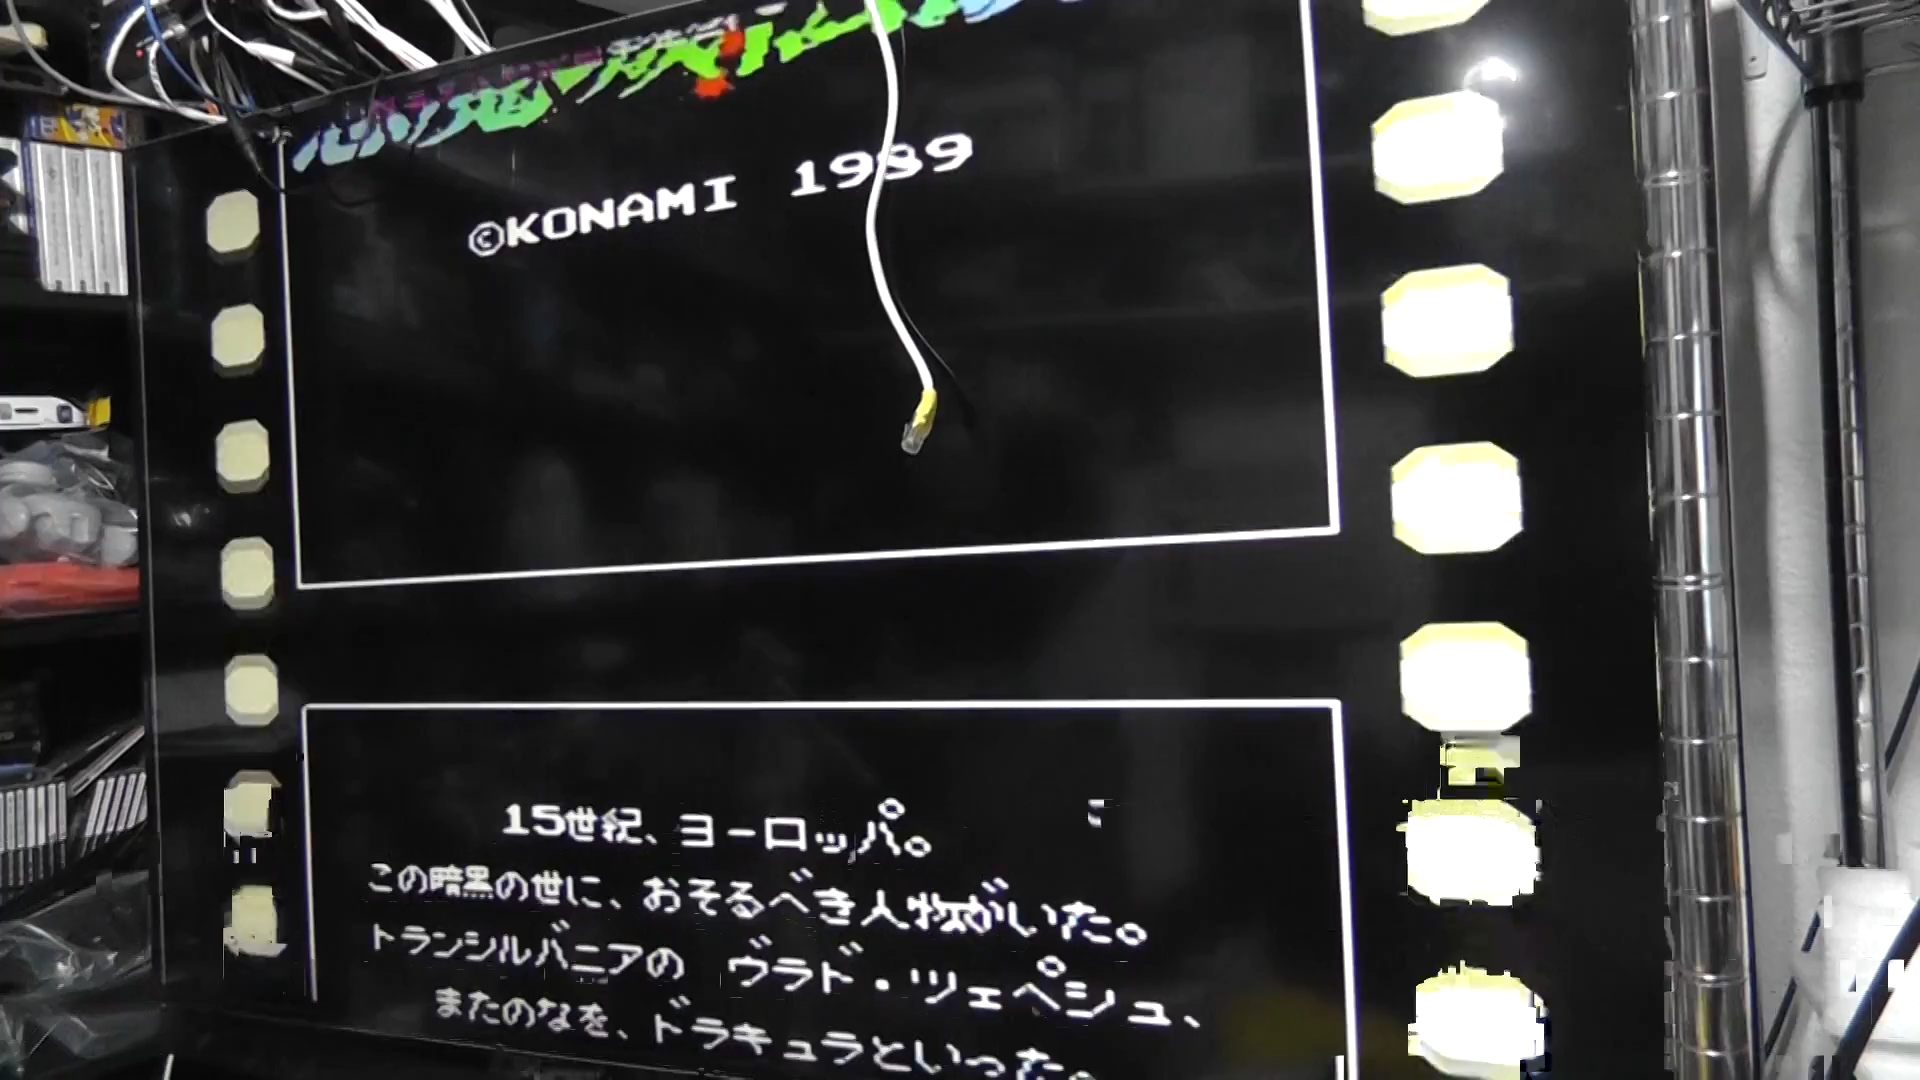 ©KONAMI 1989
15世紀、ヨーロッパ。
この暗黒の世に、おそるべき人物がいた。
トランシルバニアの ヴラド・ツェペシュ、
またのなを、ドラキュラといった。